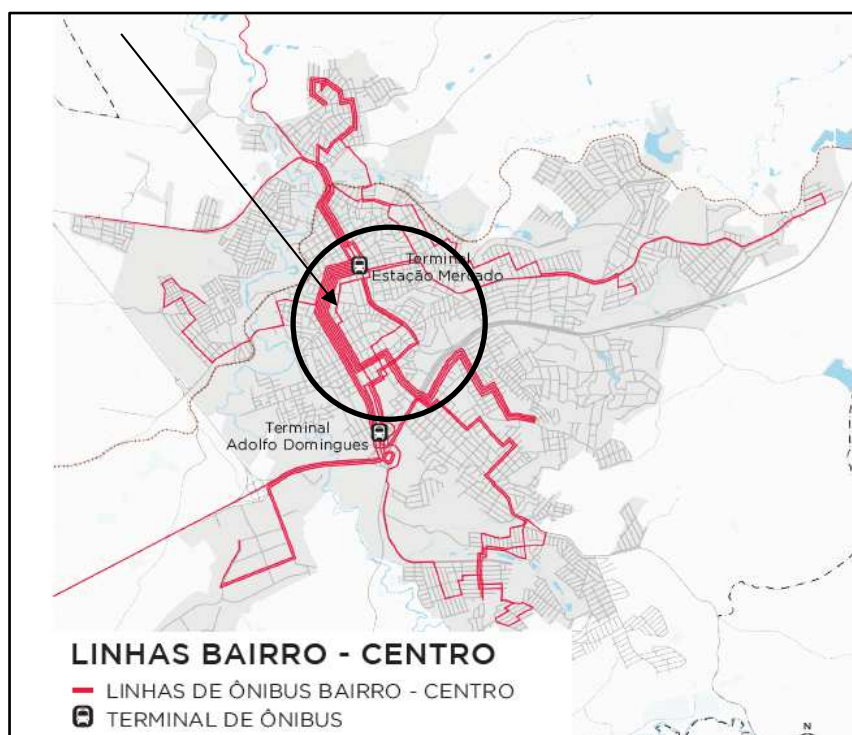 Terminal
Estação Mercado
Terminal
Adolfo Domingues
LINHAS BAIRRO - CENTRO
LINHAS DE ÔNIBUS BAIRRO - CENTRO
TERMINAL DE ÔNIBUS
N